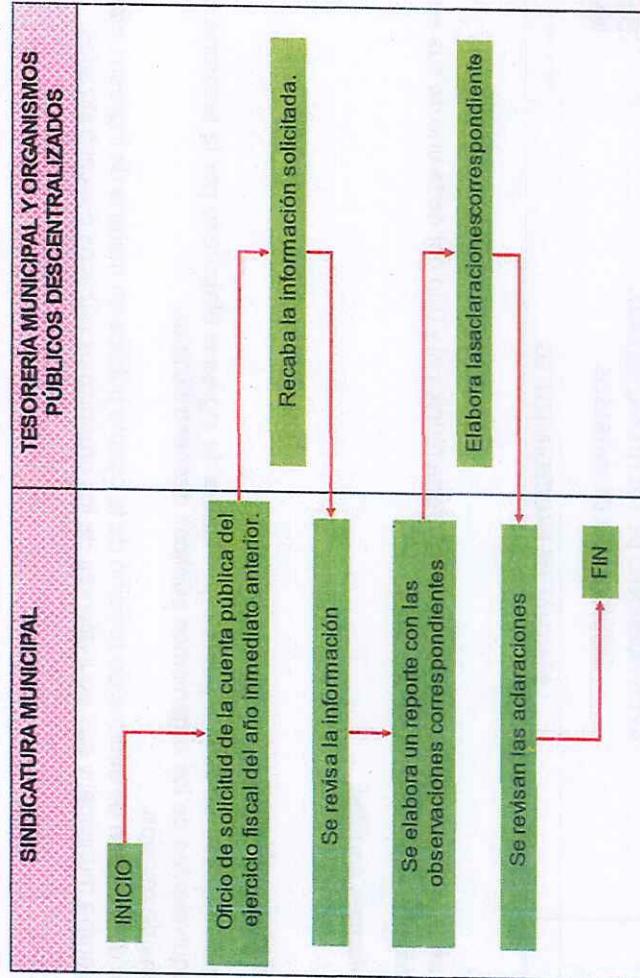 SINDICATURA MUNICIPAL
TESORERÍA MUNICIPAL Y ORGANISMOS
PÚBLICOS DESCENTRALIZADOS
INICIO
Oficio de solicitud de la cuenta pública del
ejercicio fiscal del año inmediato anterior.
Recaba la información solicitada.
Se revisa la información
Se elabora un reporte con las
observaciones correspondientes
Elabora lasaclaracionescorrespondiente
Se revisan las aclaraciones
FIN